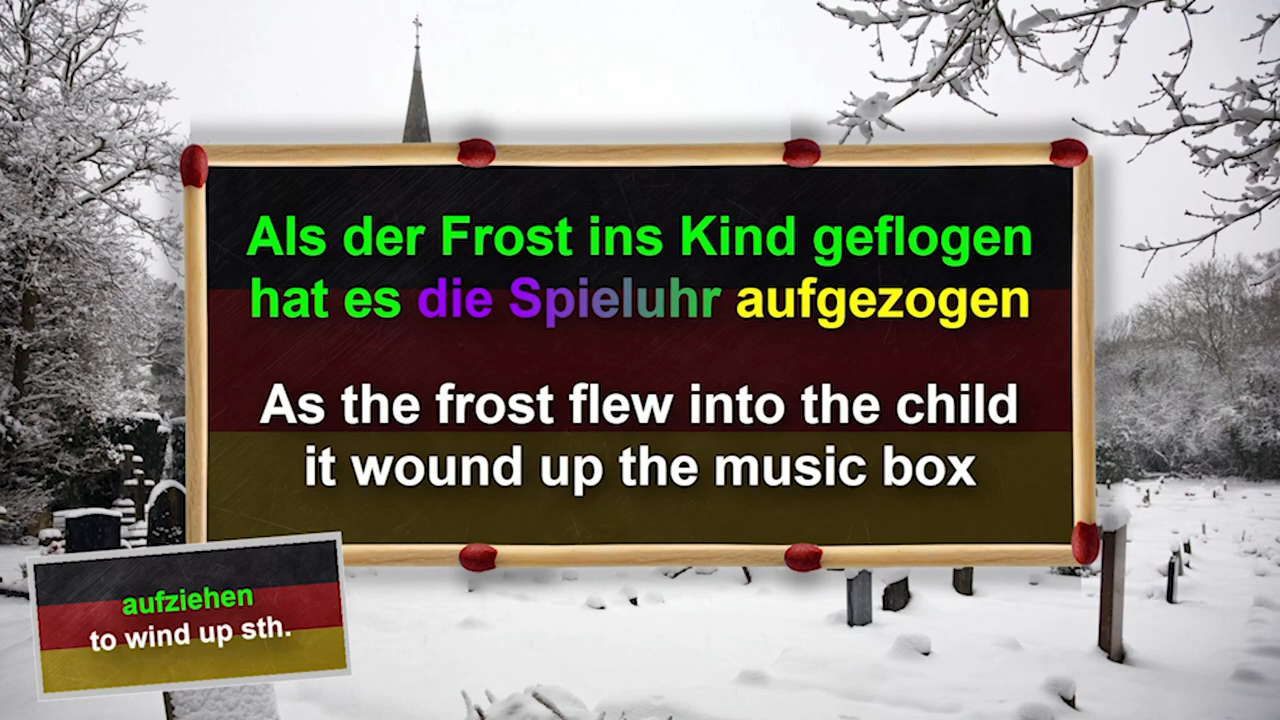 Als der Frost ins Kind geflogen
hat es die Spieluhr aufgezogen
As the frost flew into the child
it wound up the music box
aufziehen
to wind up sth.